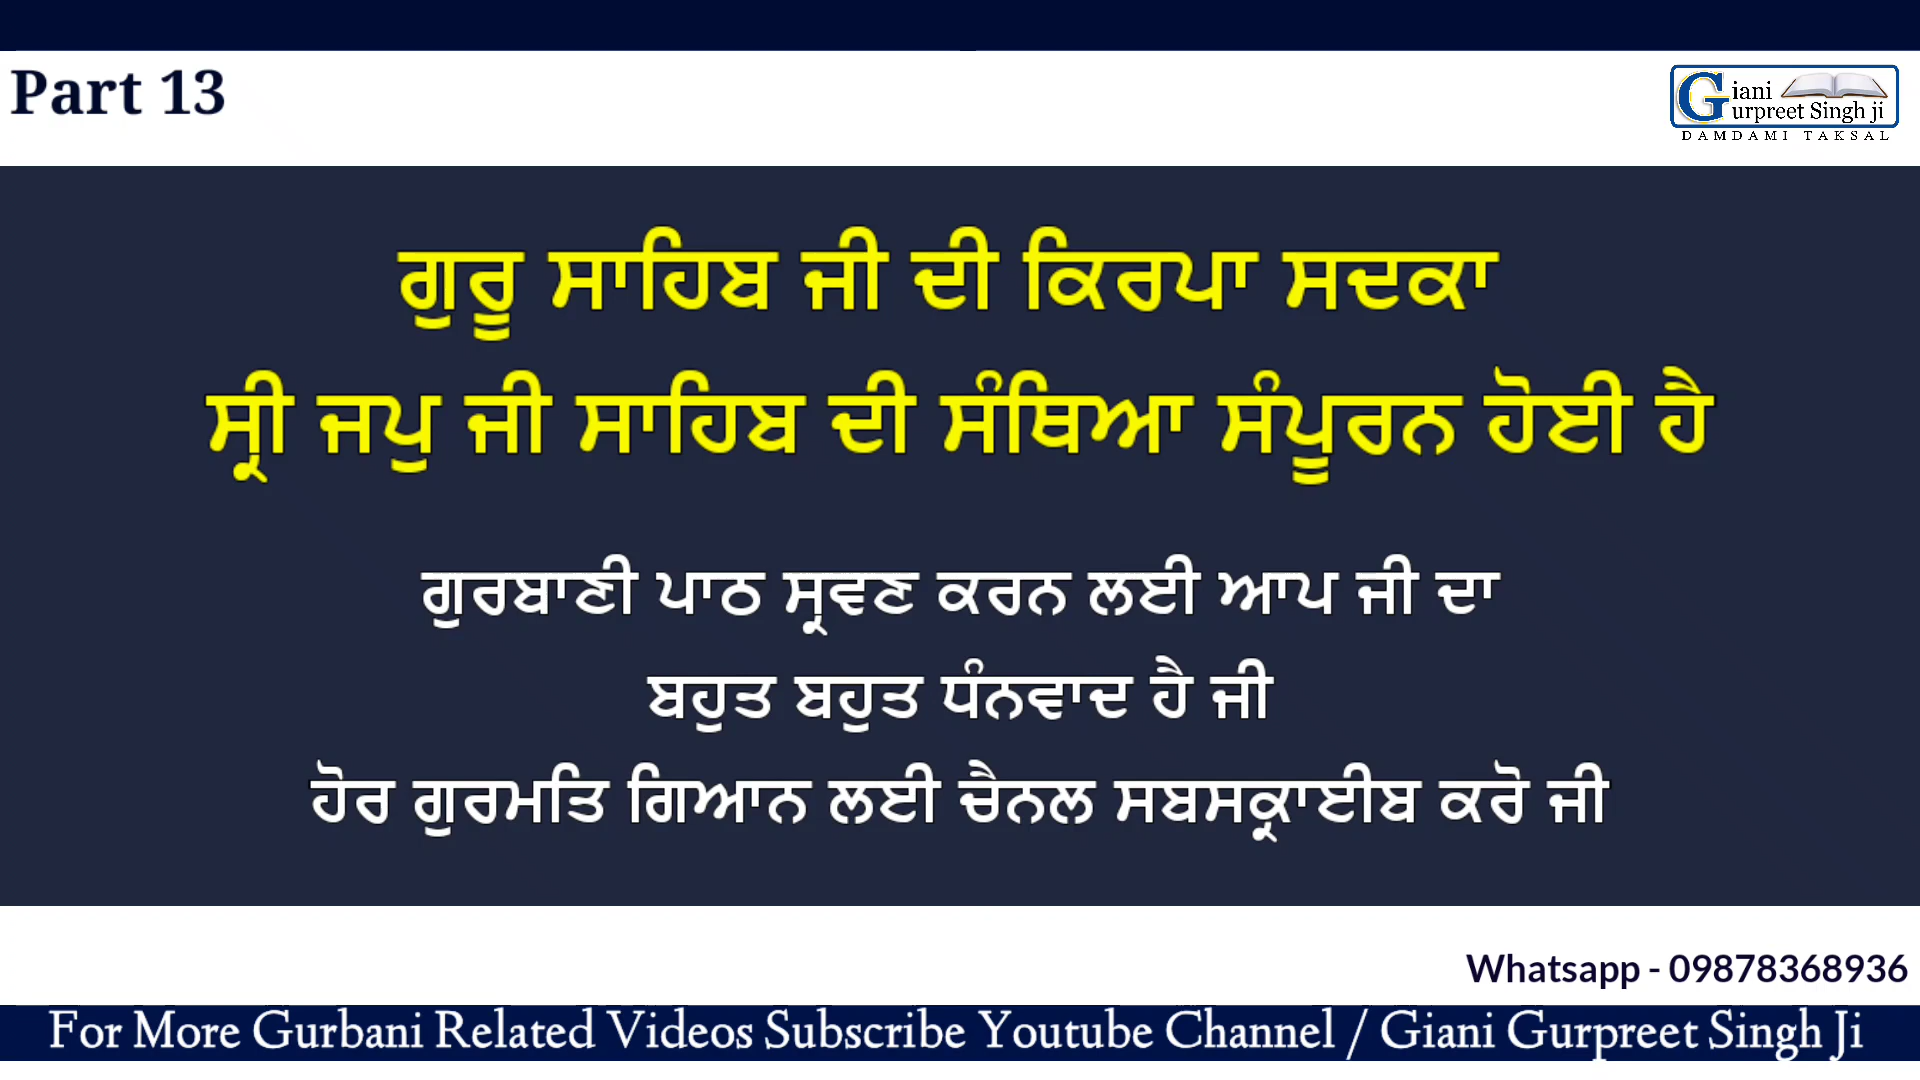 Part 13
Giani
Gurpreet Singh ji
DAMDAMI TAKSAL
ਗੁਰੂ ਸਾਹਿਬ ਜੀ ਦੀ ਕਿਰਪਾ ਸਦਕਾ
ਸ੍ਰੀ ਜਪੁ ਜੀ ਸਾਹਿਬ ਦੀ ਸੰਥਿਆ ਸੰਪੂਰਨ ਹੋਈ ਹੈ
ਗੁਰਬਾਣੀ ਪਾਠ ਸ੍ਰਵਣ ਕਰਨ ਲਈ ਆਪ ਜੀ ਦਾ
ਬਹੁਤ ਬਹੁਤ ਧੰਨਵਾਦ ਹੈ ਜੀ
ਹੋਰ ਗੁਰਮਤਿ ਗਿਆਨ ਲਈ ਚੈਨਲ ਸਬਸਕ੍ਰਾਈਬ ਕਰੋ ਜੀ
Whatsapp - 09878368936
For More Gurbani Related Videos Subscribe Youtube Channel / Giani Gurpreet Singh Ji